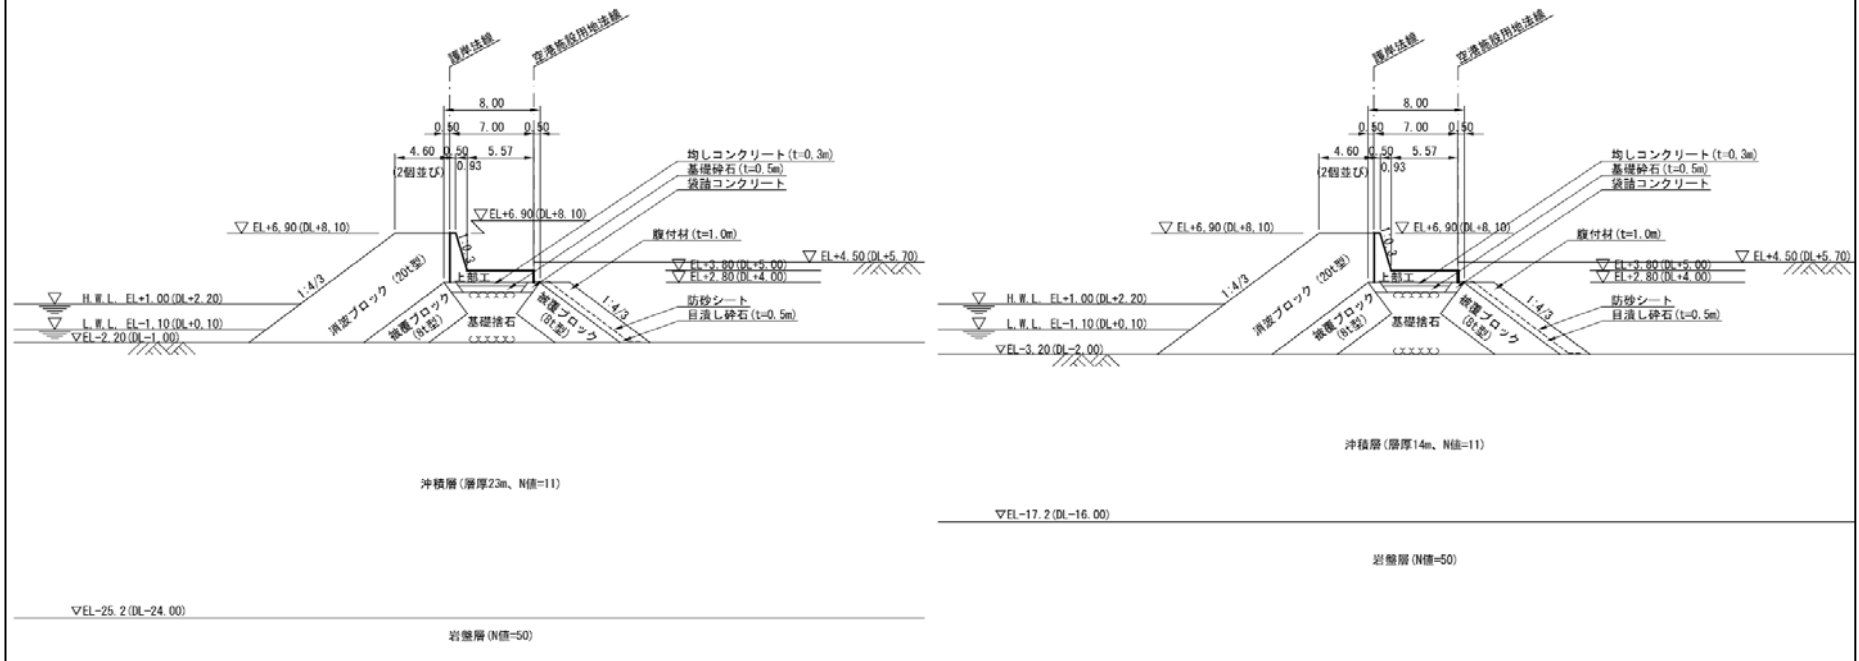 護岸法線
空港施設用地法線
8.00
0.50 7.00 0.50
4.60 0.50 5.57
(2個並び) 0.93
均しコンクリート(t=0.3m)
基礎砕石(t=0.5m)
袋詰コンクリート
▽EL+6.90(DL+8.10)
▽ EL+6.90(DL+8.10)
1:0.3
腹付材(t=1.0m)
▽ EL+4.50(DL+5.70)
▽ EL+3.80(DL+5.00)
▽ EL+2.80(DL+4.00)
上部工
1:4/3
消波ブロック (20t型)
被覆ブロック
(8t型)
基礎捨石
被覆ブロック
(8t型)
1:4/3
防砂シート
目潰し砕石(t=0.5m)
▽ H.W.L. EL+1.00(DL+2.20)
▽ L.W.L. EL-1.10(DL+0.10)
▽EL-2.20(DL-1.00)
沖積層(層厚23m、N値=11)
▽EL-25.2(DL-24.00)
岩盤層(N値=50)
護岸法線
空港施設用地法線
8.00
0.50 7.00 0.50
4.60 0.50 5.57
(2個並び) 0.93
均しコンクリート(t=0.3m)
基礎砕石(t=0.5m)
袋詰コンクリート
▽ EL+6.90(DL+8.10)
▽ EL+6.90(DL+8.10)
1:0.3
腹付材(t=1.0m)
▽ EL+4.50(DL+5.70)
▽ EL+3.80(DL+5.00)
▽ EL+2.80(DL+4.00)
上部工
1:4/3
消波ブロック (20t型)
被覆ブロック
(8t型)
基礎捨石
被覆ブロック
(8t型)
1:4/3
防砂シート
目潰し砕石(t=0.5m)
▽ H.W.L. EL+1.00(DL+2.20)
▽ L.W.L. EL-1.10(DL+0.10)
▽EL-3.20(DL-2.00)
沖積層(層厚14m、N値=11)
▽EL-17.2(DL-16.00)
岩盤層(N値=50)